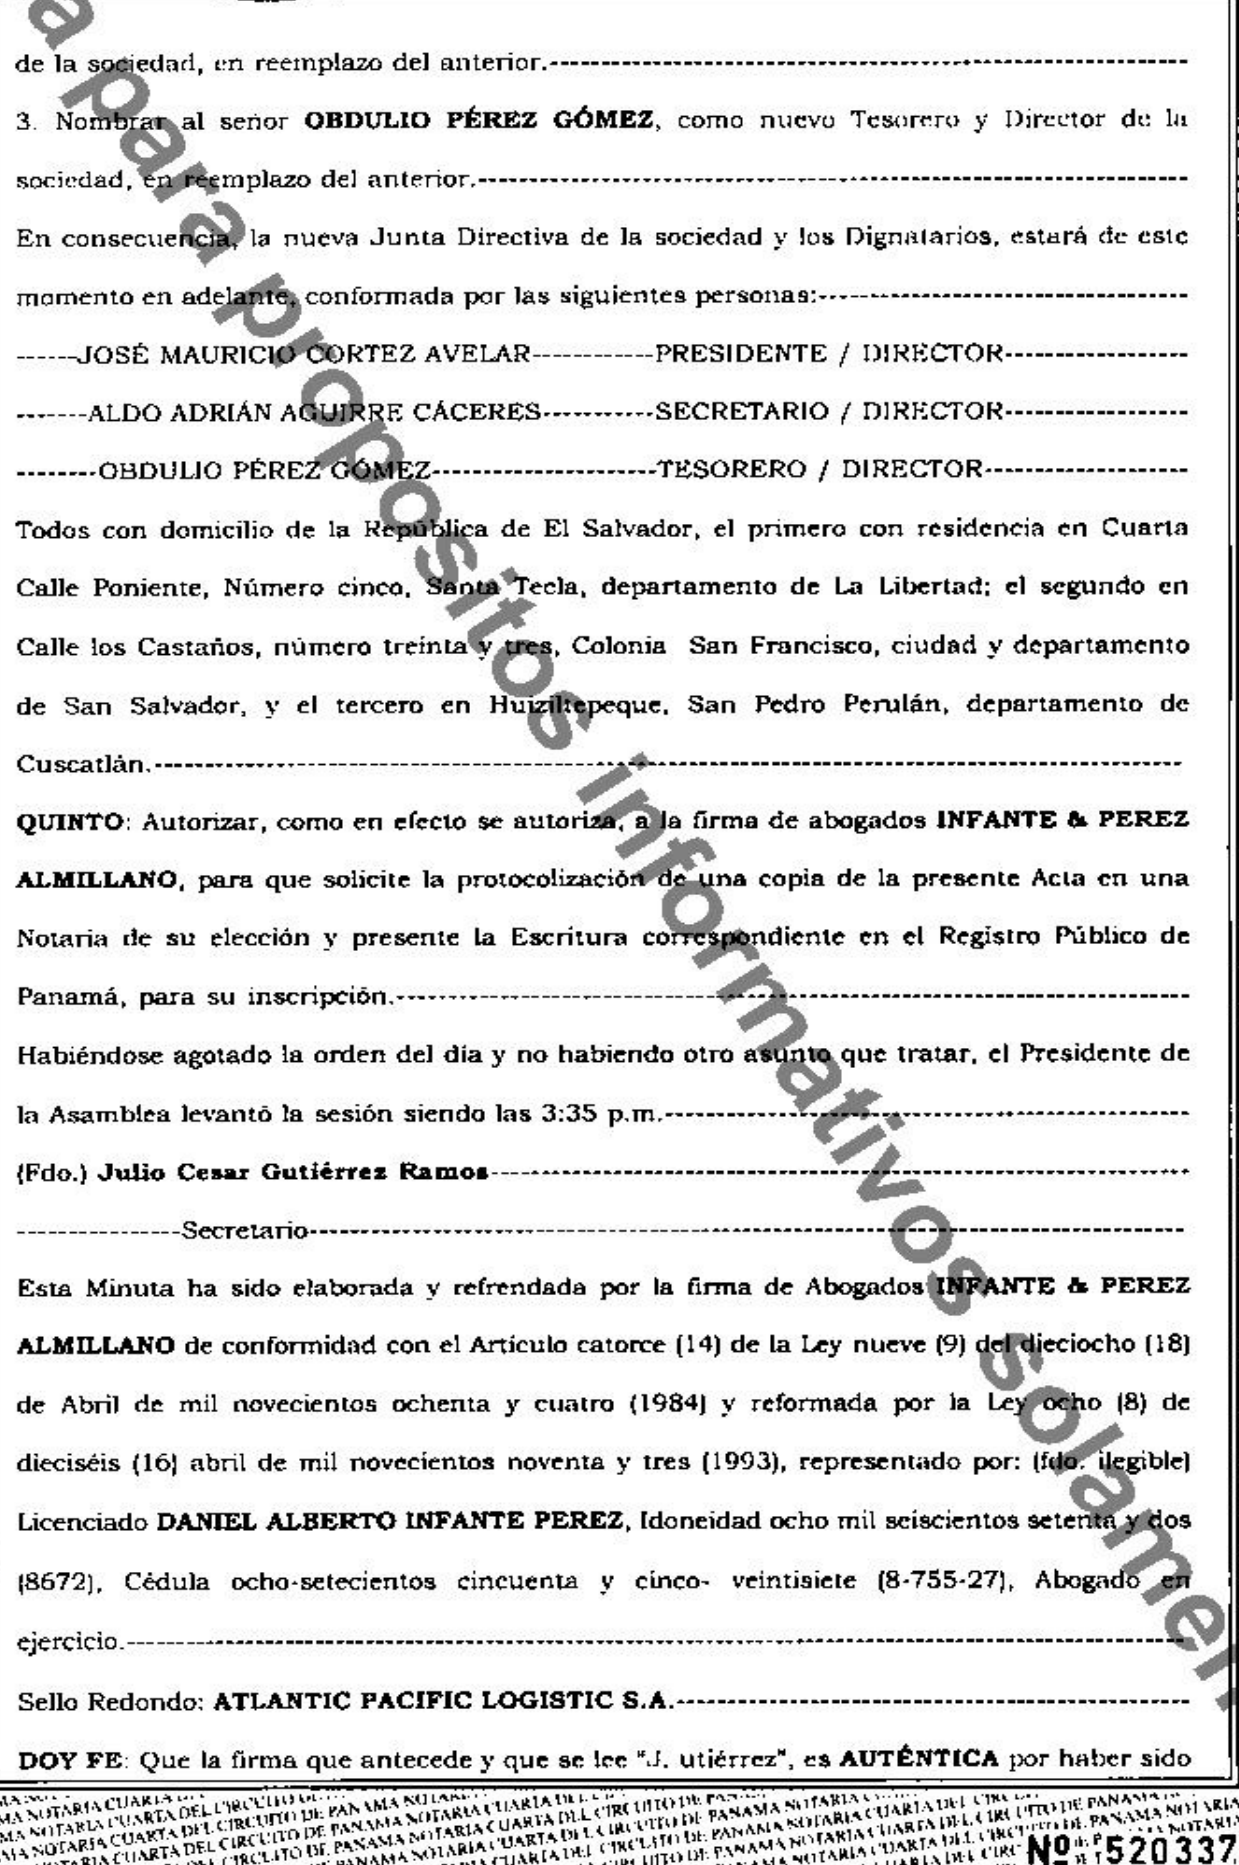 de la sociedad, en reemplazo del anterior.-----------------------------------------------------------------
3. Nombrar al señor OBDULIO PÉREZ GÓMEZ, como nuevo Tesorero y Director de la
sociedad, en reemplazo del anterior.------------------------------------------------------------------------
En consecuencia, la nueva Junta Directiva de la sociedad y los Dignatarios, estará de este
momento en adelante, conformada por las siguientes personas:-------------------------------------
------JOSÉ MAURICIO CORTEZ AVELAR------------PRESIDENTE / DIRECTOR------------------
-------ALDO ADRIÁN AGUIRRE CÁCERES-----------SECRETARIO / DIRECTOR------------------
--------OBDULIO PÉREZ GÓMEZ----------------------TESORERO / DIRECTOR--------------------
Todos con domicilio de la República de El Salvador, el primero con residencia en Cuarta
Calle Poniente, Número cinco, Santa Tecla, departamento de La Libertad; el segundo en
Calle los Castaños, número treinta y tres, Colonia San Francisco, ciudad y departamento
de San Salvador, y el tercero en Huiziltepeque, San Pedro Perulán, departamento de
Cuscatlán.-----------------------------------------------------------------------------------------------------
QUINTO: Autorizar, como en efecto se autoriza, a la firma de abogados INFANTE & PEREZ
ALMILLANO, para que solicite la protocolización de una copia de la presente Acta en una
Notaria de su elección y presente la Escritura correspondiente en el Registro Público de
Panamá, para su inscripción.--------------------------------------------------------------------------------
Habiéndose agotado la orden del día y no habiendo otro asunto que tratar, el Presidente de
la Asamblea levantó la sesión siendo las 3:35 p.m.----------------------------------------------------
(Fdo.) Julio Cesar Gutiérrez Ramos---------------------------------------------------------------------
----------------Secretario--------------------------------------------------------------------------------------
Esta Minuta ha sido elaborada y refrendada por la firma de Abogados INFANTE & PEREZ
ALMILLANO de conformidad con el Artículo catorce (14) de la Ley nueve (9) del dieciocho (18)
de Abril de mil novecientos ochenta y cuatro (1984) y reformada por la Ley ocho (8) de
dieciséis (16) abril de mil novecientos noventa y tres (1993), representado por: (fdo. ilegible)
Licenciado DANIEL ALBERTO INFANTE PEREZ, Idoneidad ocho mil seiscientos setenta y dos
(8672), Cédula ocho-setecientos cincuenta y cinco- veintisiete (8-755-27), Abogado en
ejercicio.---------------------------------------------------------------------------------------------------------
Sello Redondo: ATLANTIC PACIFIC LOGISTIC S.A.---------------------------------------------------
DOY FE: Que la firma que antecede y que se lee "J. utiérrez", es AUTÉNTICA por haber sido
a para propositos informativos solamen
NOTARIA CUARTA DEL CIRCUITO DE PANAMA
Nº 520337